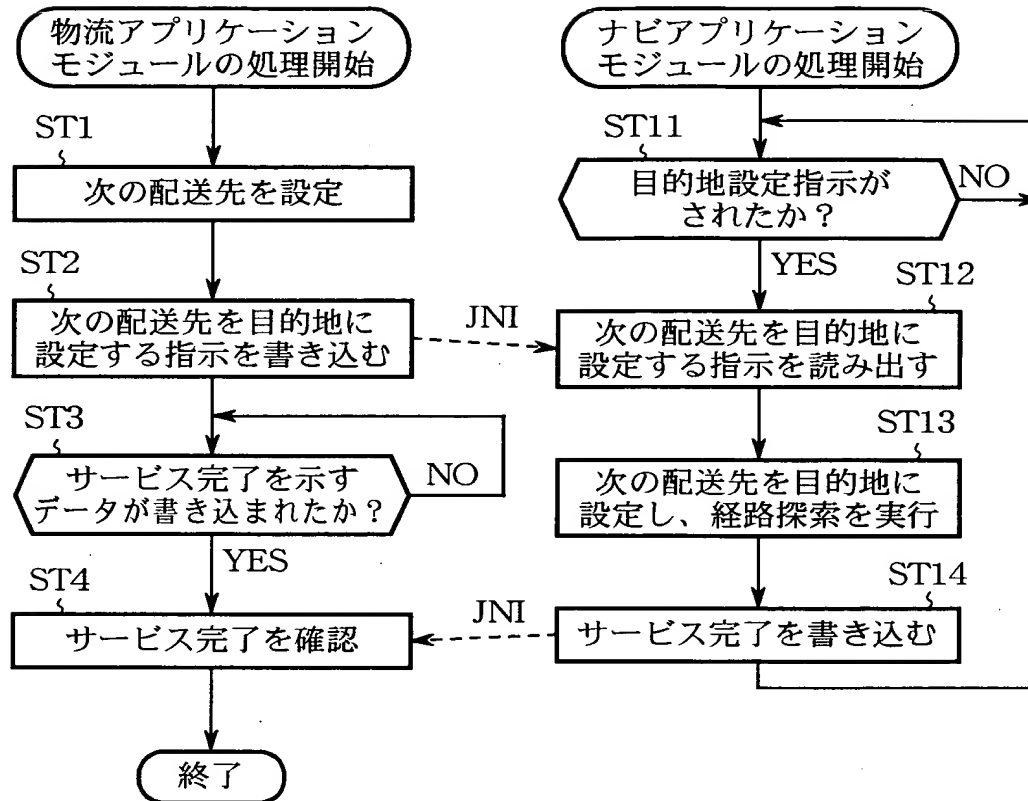 物流アプリケーション
モジュールの処理開始
ST1
次の配送先を設定
ST2
次の配送先を目的地に
設定する指示を書き込む
JNI
ST3
サービス完了を示す
データが書き込まれたか？
NO
YES
ST4
サービス完了を確認
JNI
終了
ナビアプリケーション
モジュールの処理開始
ST11
目的地設定指示が
されたか？
NO
YES
ST12
次の配送先を目的地に
設定する指示を読み出す
ST13
次の配送先を目的地に
設定し、経路探索を実行
ST14
サービス完了を書き込む